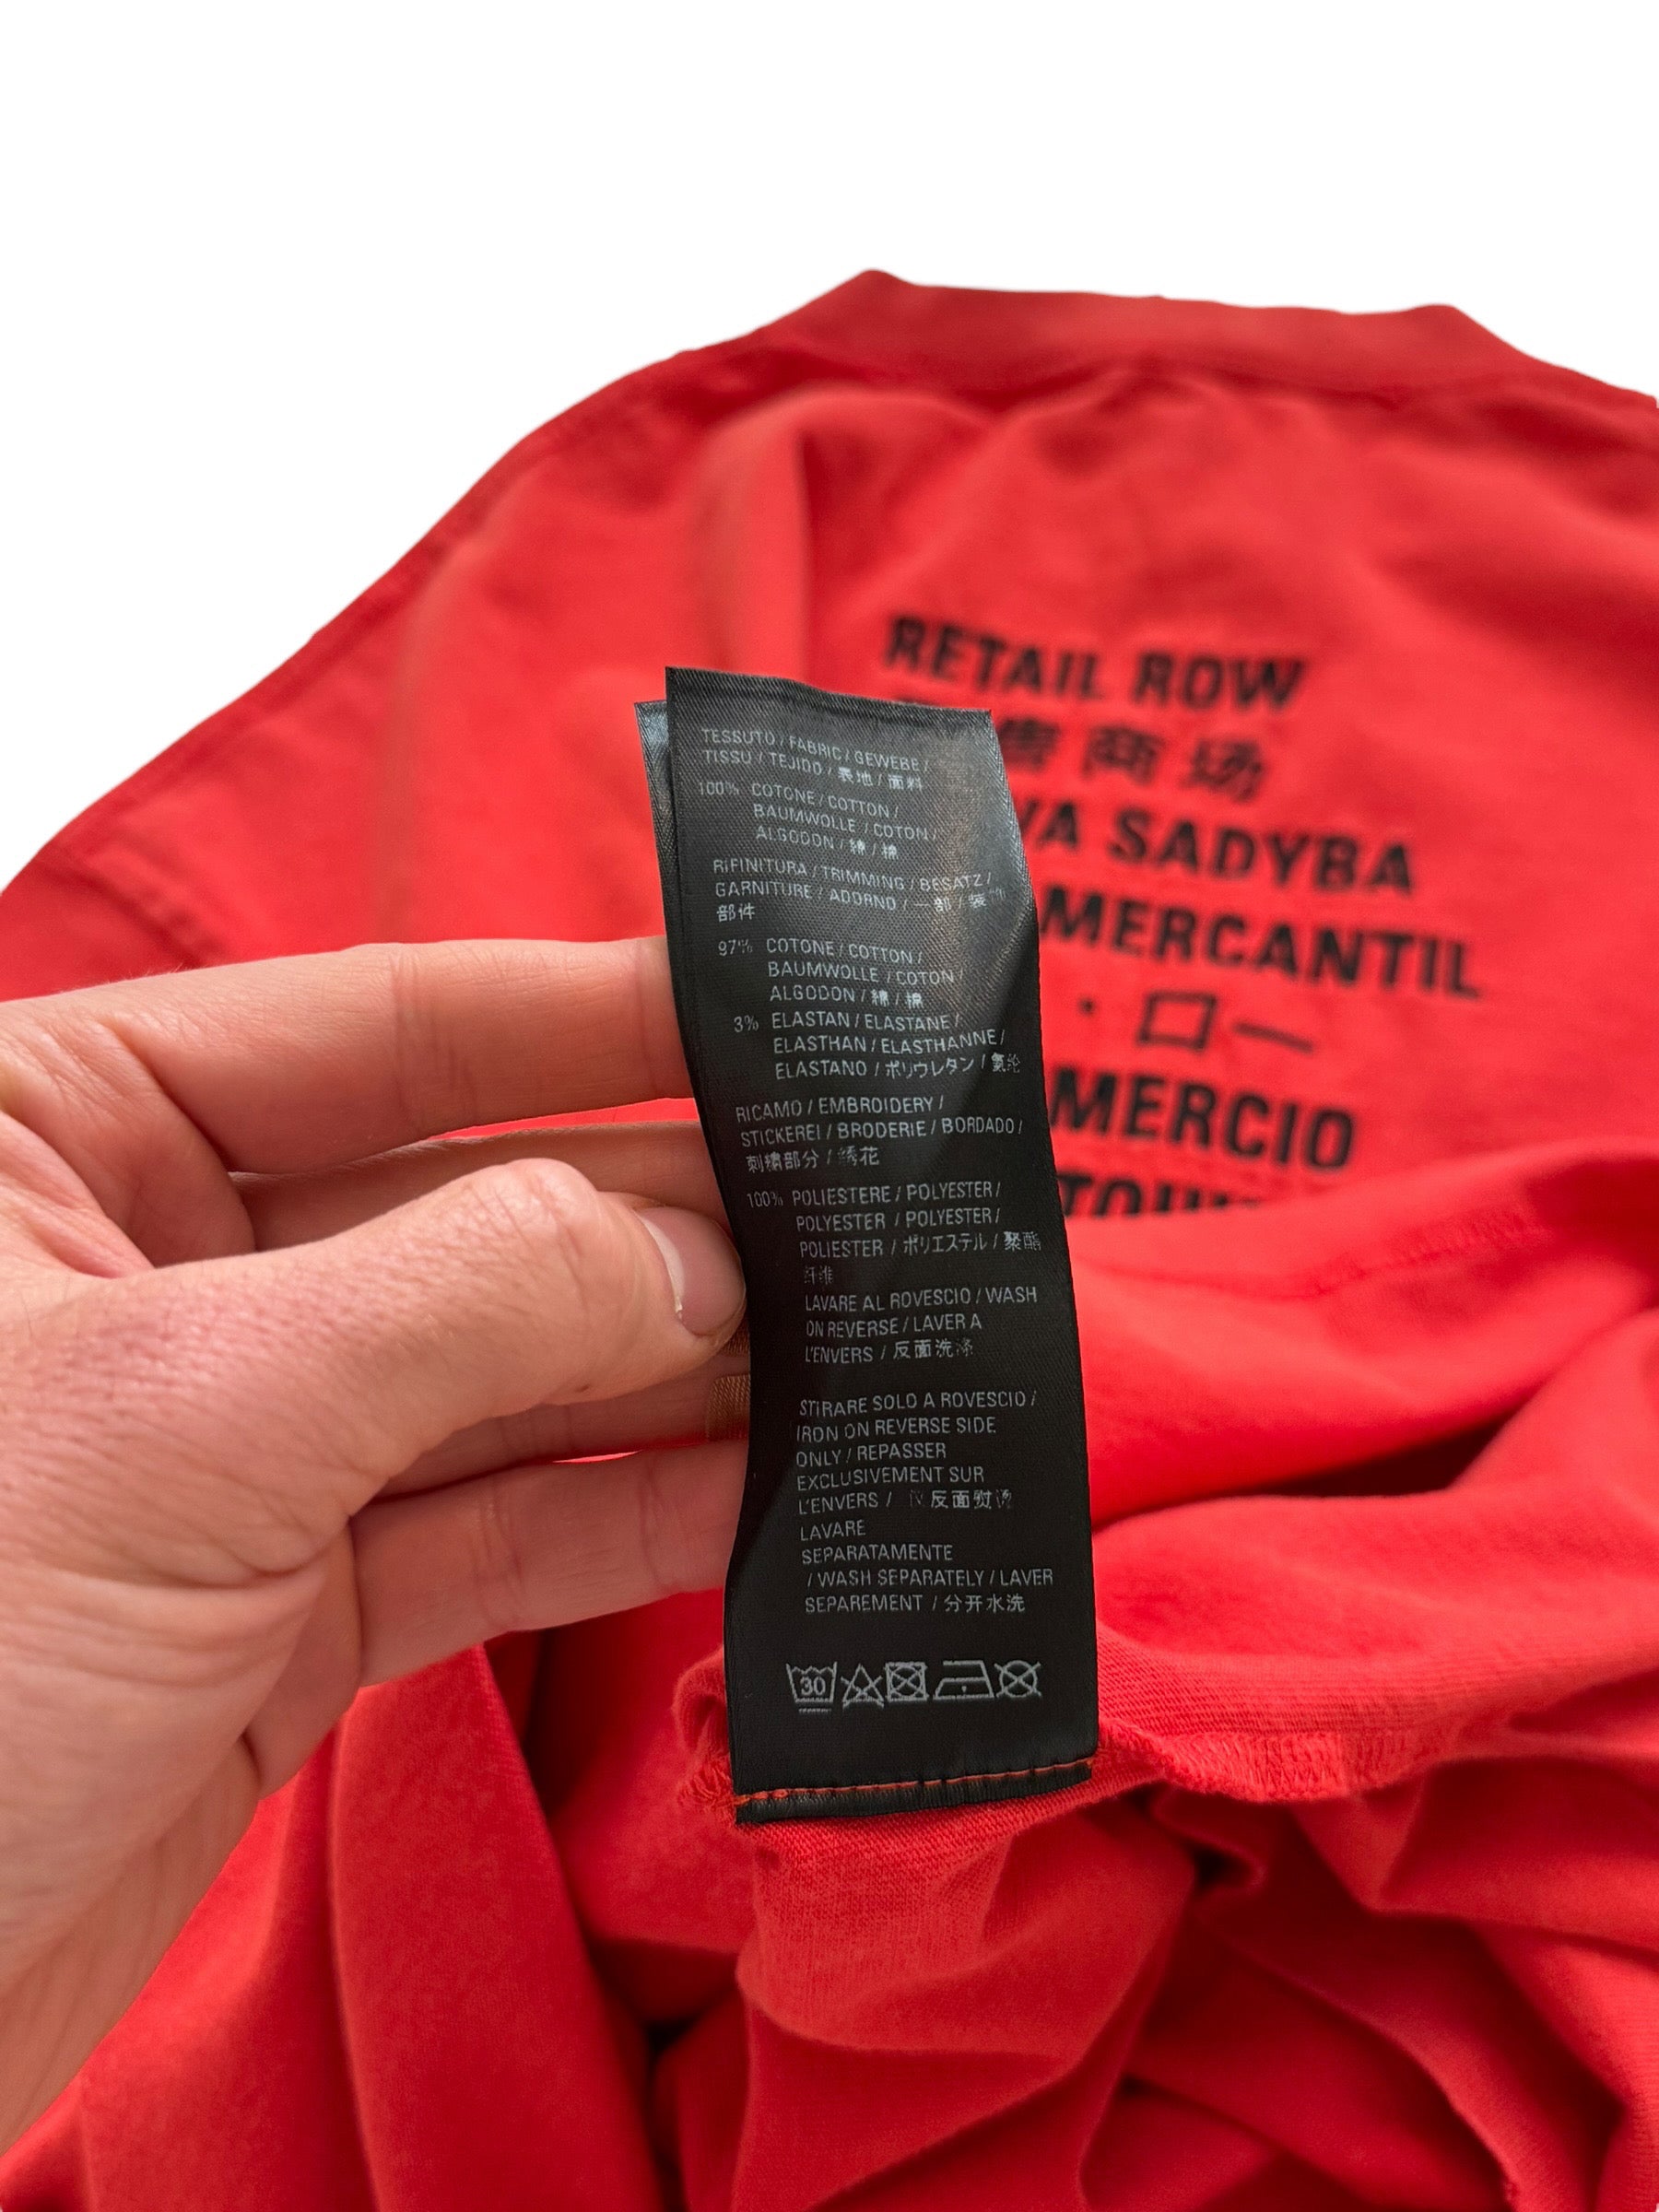 RETAIL ROW
商场
VA SADYBA
MERCANTIL
・ロー
MERCIO
TESSUTO / FABRIC / GEWEBE /
TISSU / TEJIDO / 表地 / 面料
100% COTONE / COTTON /
BAUMWOLLE / COTON /
ALGODON / 綿 / 棉
RIFINITURA / TRIMMING / BESATZ /
GARNITURE / ADORNO / 一部 / 装饰
部件
97% COTONE / COTTON /
BAUMWOLLE / COTON /
ALGODON / 綿 / 棉
3% ELASTAN / ELASTANE /
ELASTHAN / ELASTHANNE /
ELASTANO / ポリウレタン / 氨纶
RICAMO / EMBROIDERY /
STICKEREI / BRODERIE / BORDADO /
刺繍部分 / 绣花
100% POLIESTERE / POLYESTER /
POLYESTER / POLYESTER /
POLIESTER / ポリエステル / 聚酯
纤维
LAVARE AL ROVESCIO / WASH
ON REVERSE / LAVER A
L'ENVERS / 反面洗涤
STIRARE SOLO A ROVESCIO /
IRON ON REVERSE SIDE
ONLY / REPASSER
EXCLUSIVEMENT SUR
L'ENVERS / 仅反面熨烫
LAVARE
SEPARATAMENTE
/ WASH SEPARATELY / LAVER
SEPAREMENT / 分开水洗
30